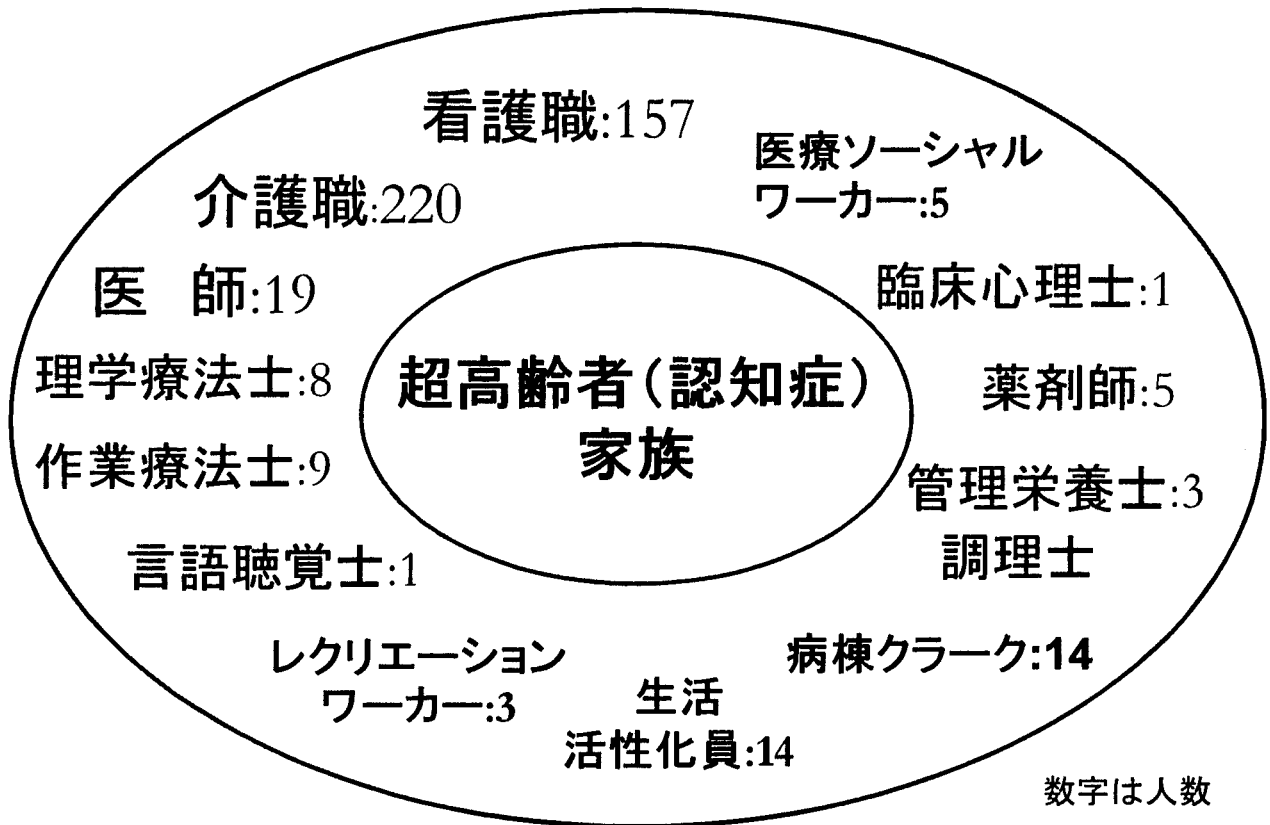 看護職:157
医療ソーシャル
ワーカー:5
介護職:220
医 師:19
臨床心理士:1
理学療法士:8
超高齢者(認知症)
家族
薬剤師:5
作業療法士:9
管理栄養士:3
調理士
言語聴覚士:1
レクリエーション
ワーカー:3
生活
活性化員:14
病棟クラーク:14
数字は人数